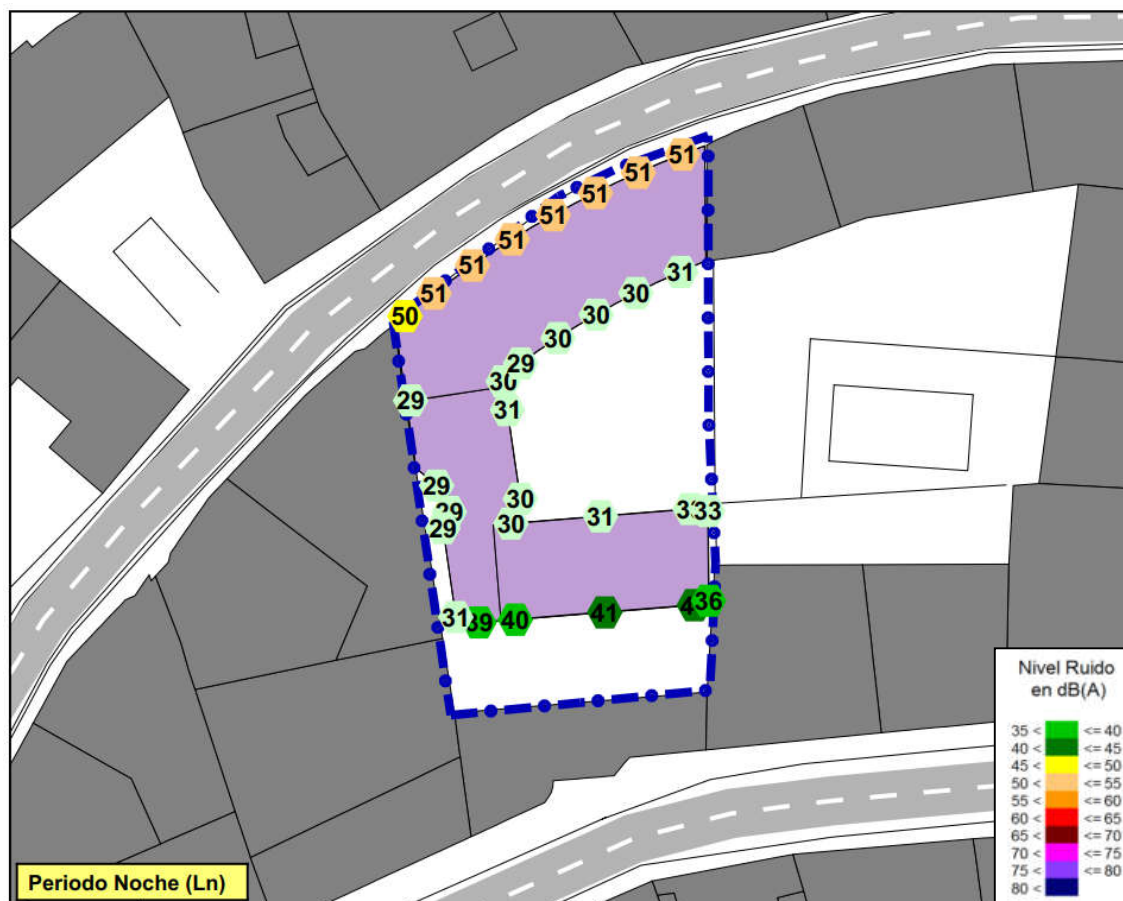 51
51
51
51
51
51
51
50
31
30
30
30
29
30
29
31
29
30
29
30
31
33
29
31
39
40
41
36
Nivel Ruido
en dB(A)
35 < <= 40
40 < <= 45
45 < <= 50
50 < <= 55
55 < <= 60
60 < <= 65
65 < <= 70
70 < <= 75
75 < <= 80
80 <
Periodo Noche (Ln)